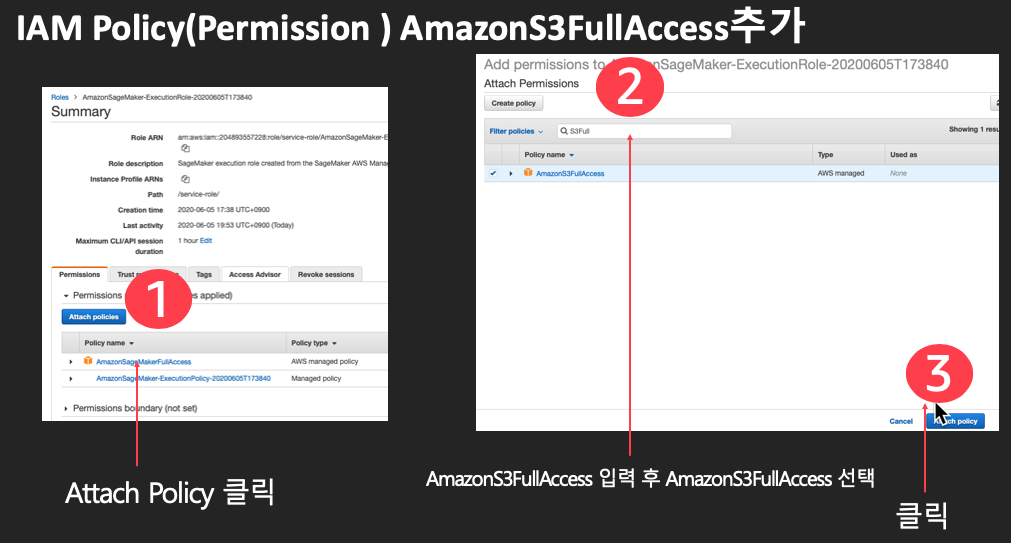 IAM Policy(Permission ) AmazonS3FullAccess추가
Roles > AmazonSageMaker-ExecutionRole-20200605T173840
Summary
Role ARN arn:aws:iam::204893557228:role/service-role/AmazonSageMaker-E
Role description SageMaker execution role created from the SageMaker AWS Mana
Instance Profile ARNs
Path /service-role/
Creation time 2020-06-05 17:38 UTC+0900
Last activity 2020-06-05 19:53 UTC+0900 (Today)
Maximum CLI/API session duration 1 hour Edit
Permissions Trust Tags Access Advisor Revoke sessions
Permissions applied)
1
Attach policies
Policy name Policy type
AmazonSageMakerFullAccess AWS managed policy
AmazonSageMaker-ExecutionPolicy-20200605T173840 Managed policy
Permissions boundary (not set)
Attach Policy 클릭
Add permissions to AmazonSageMaker-ExecutionRole-20200605T173840
Attach Permissions
2
Create policy
Filter policies S3Full Showing 1 resu
Policy name Type Used as
AmazonS3FullAccess AWS managed None
3
Cancel Attach policy
AmazonS3FullAccess 입력 후 AmazonS3FullAccess 선택
클릭